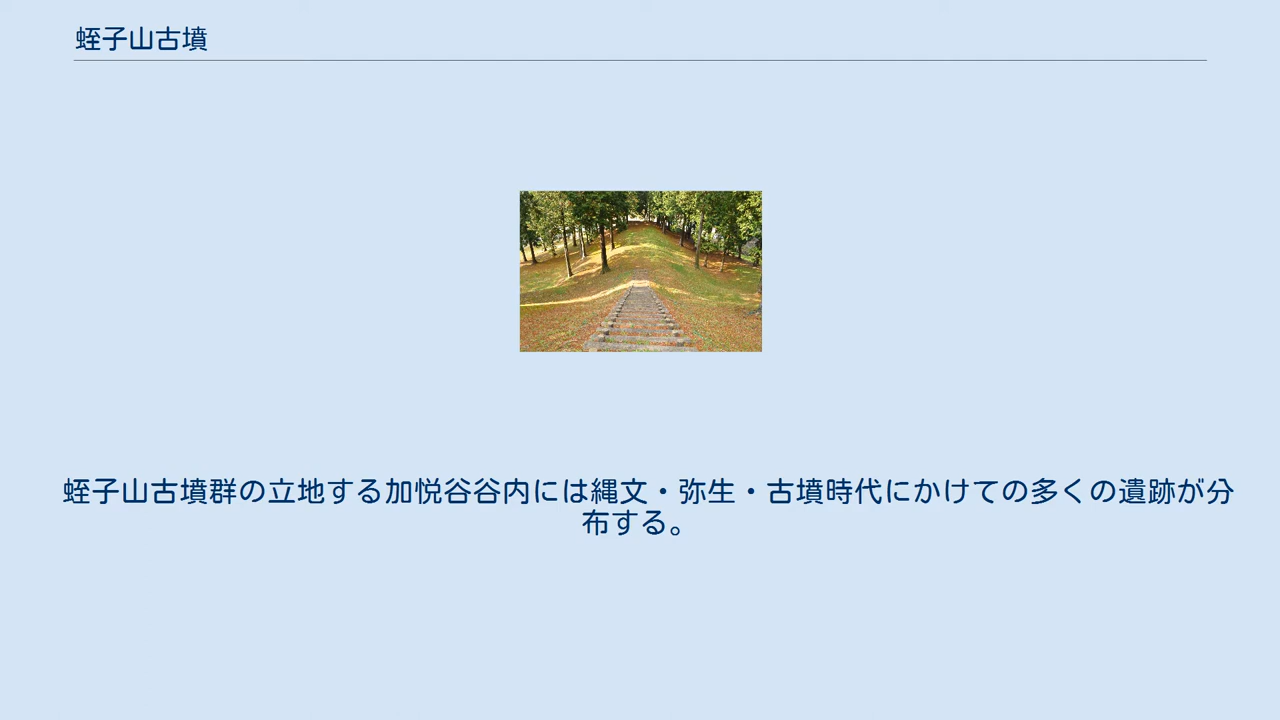 蛭子山古墳
蛭子山古墳群の立地する加悦谷谷内には縄文・弥生・古墳時代にかけての多くの遺跡が分
布する。